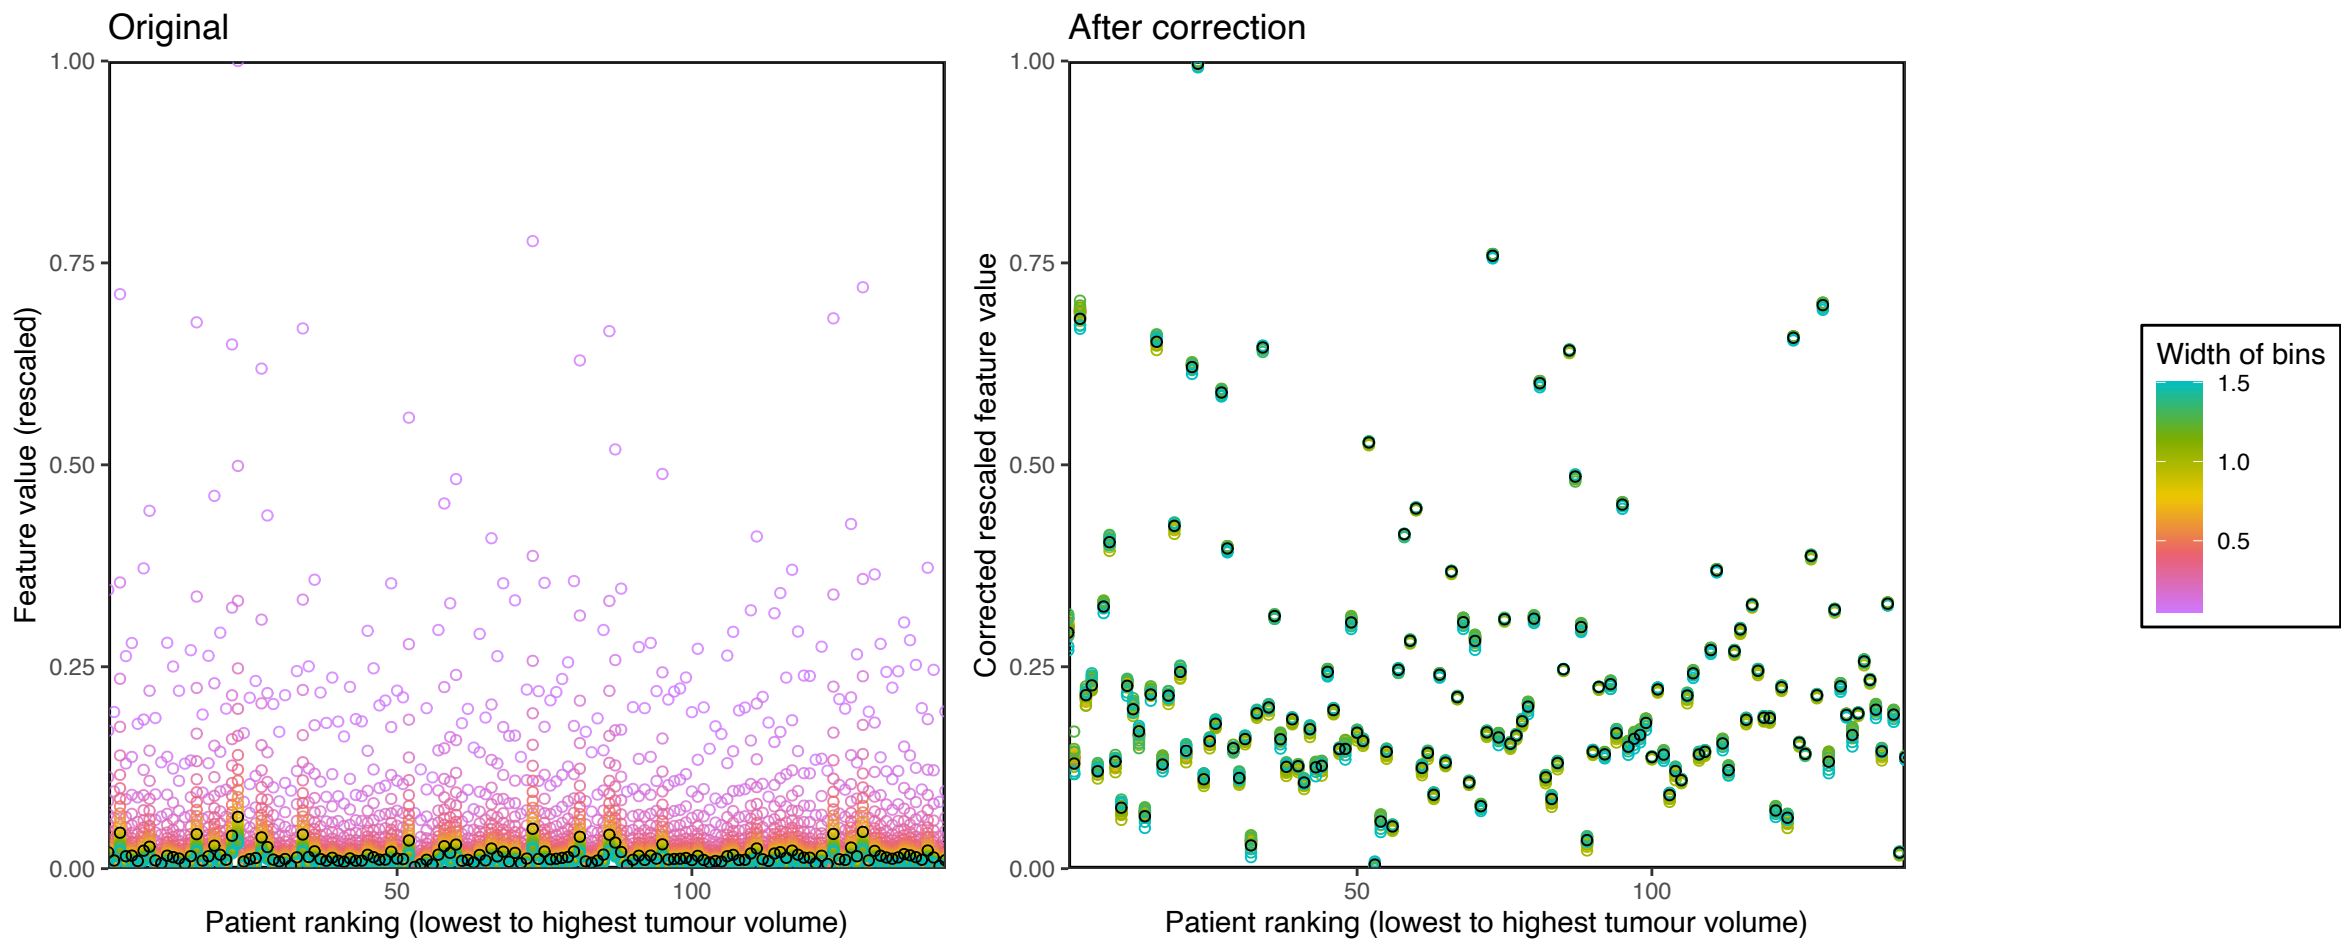 Original
1.00
0.75
0.50
0.25
0.00
50
100
Feature value (rescaled)
Patient ranking (lowest to highest tumour volume)
After correction
1.00
0.75
0.50
0.25
0.00
50
100
Corrected rescaled feature value
Patient ranking (lowest to highest tumour volume)
Width of bins
1.5
1.0
0.5